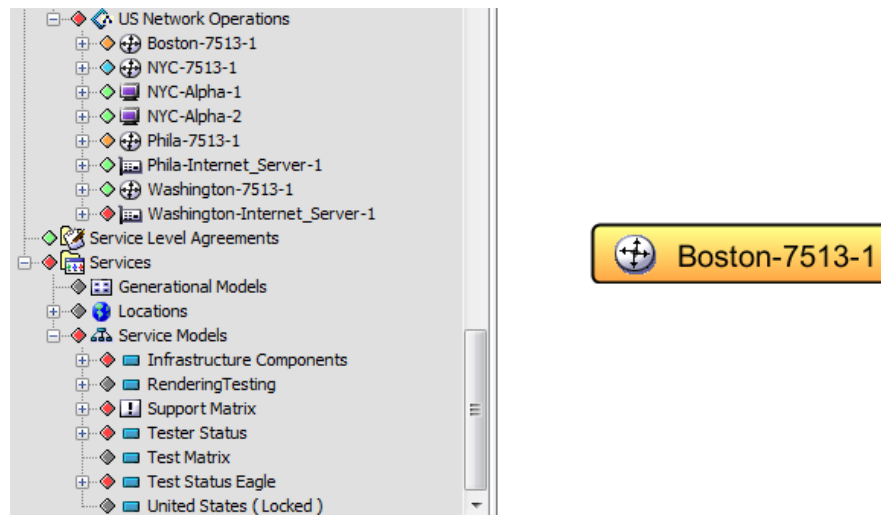 US Network Operations
Boston-7513-1
NYC-7513-1
NYC-Alpha-1
NYC-Alpha-2
Phila-7513-1
Phila-Internet_Server-1
Washington-7513-1
Washington-Internet_Server-1
Service Level Agreements
Services
Generational Models
Locations
Service Models
Infrastructure Components
RenderingTesting
Support Matrix
Tester Status
Test Matrix
Test Status Eagle
United States ( Locked )
Boston-7513-1